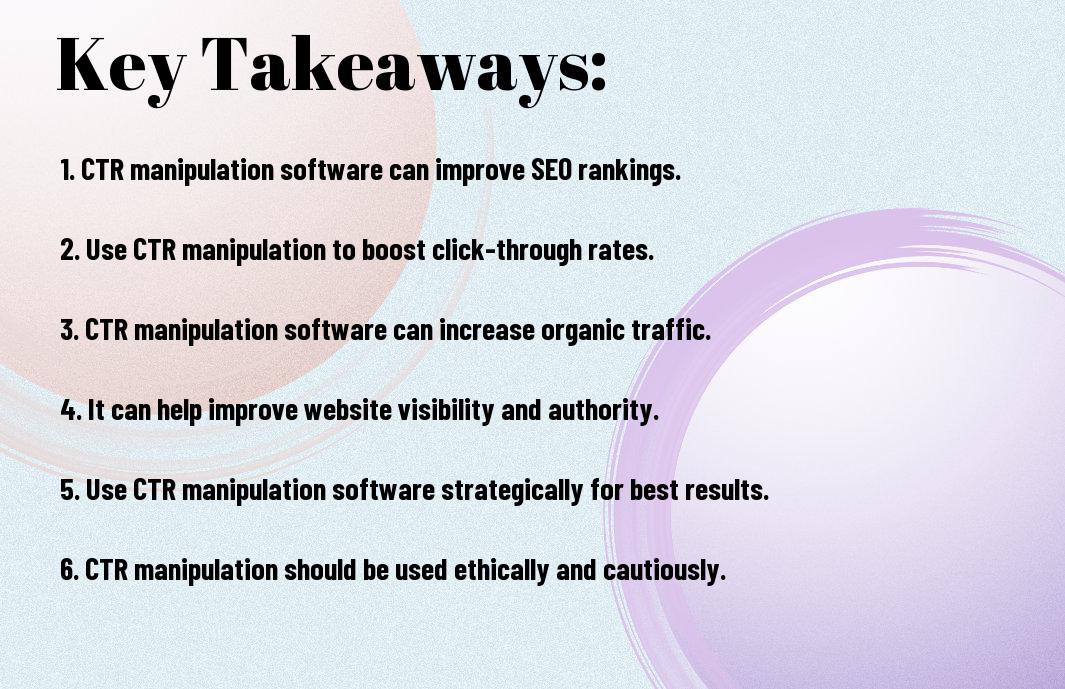 Key Takeaways:
1. CTR manipulation software can improve SEO rankings.
2. Use CTR manipulation to boost click-through rates.
3. CTR manipulation software can increase organic traffic.
4. It can help improve website visibility and authority.
5. Use CTR manipulation software strategically for best results.
6. CTR manipulation should be used ethically and cautiously.